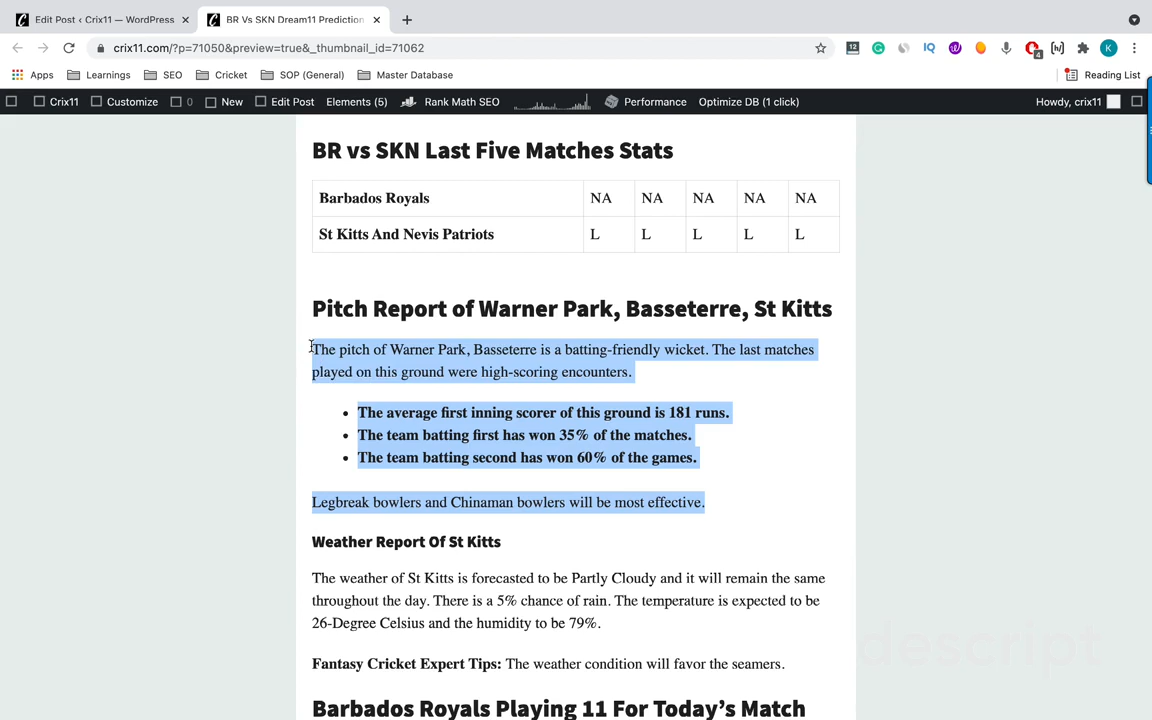 Edit Post ‹ Crix11 — WordPress
BR Vs SKN Dream11 Prediction
crix11.com/?p=71050&preview=true&_thumbnail_id=71062
12
IQ
4
K
Apps
Learnings
SEO
Cricket
SOP (General)
Master Database
Reading List
Crix11
Customize
0
New
Edit Post
Elements (5)
Rank Math SEO
Performance
Optimize DB (1 click)
Howdy, crix11
BR vs SKN Last Five Matches Stats
Barbados Royals NA NA NA NA NA
St Kitts And Nevis Patriots L L L L L
Pitch Report of Warner Park, Basseterre, St Kitts
The pitch of Warner Park, Basseterre is a batting-friendly wicket. The last matches
played on this ground were high-scoring encounters.
• The average first inning scorer of this ground is 181 runs.
• The team batting first has won 35% of the matches.
• The team batting second has won 60% of the games.
Legbreak bowlers and Chinaman bowlers will be most effective.
Weather Report Of St Kitts
The weather of St Kitts is forecasted to be Partly Cloudy and it will remain the same
throughout the day. There is a 5% chance of rain. The temperature is expected to be
26-Degree Celsius and the humidity to be 79%.
descript
Fantasy Cricket Expert Tips: The weather condition will favor the seamers.
Barbados Royals Playing 11 For Today's Match